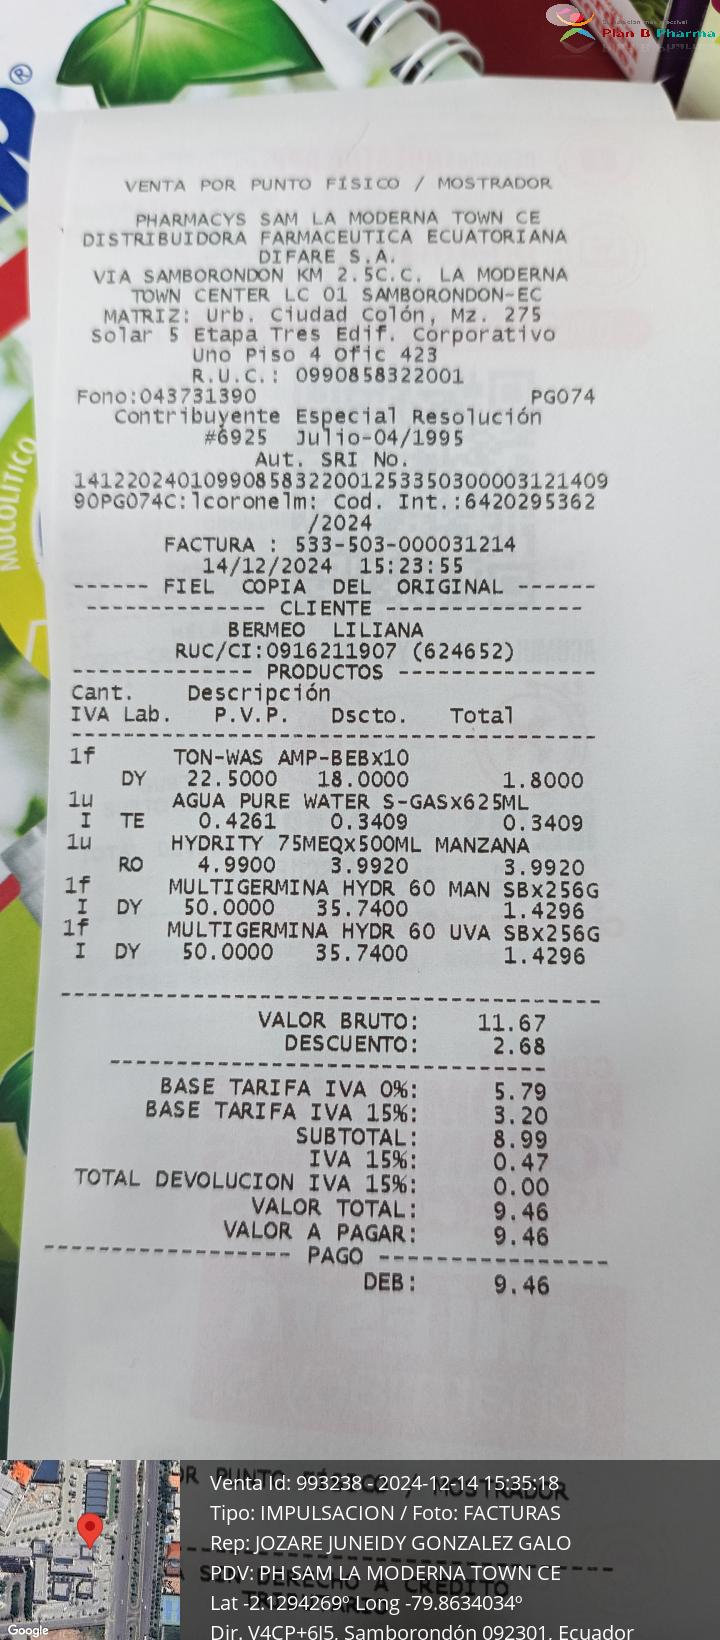 Plan B Pharma
®
MUCOLITICO
VENTA POR PUNTO FÍSICO / MOSTRADOR
PHARMACYS SAM LA MODERNA TOWN CE
DISTRIBUIDORA FARMACEUTICA ECUATORIANA
DIFARE S.A.
VIA SAMBORONDON KM 2.5C.C. LA MODERNA
TOWN CENTER LC 01 SAMBORONDON-EC
MATRIZ: Urb. Ciudad Colón, Mz. 275
Solar 5 Etapa Tres Edif. Corporativo
Uno Piso 4 Ofic 423
R.U.C.: 0990858322001
Fono:043731390 PG074
Contribuyente Especial Resolución
#6925 Julio-04/1995
Aut. SRI No.
14122024010990858322001253350300003121409
90PG074C:lcoronelm: Cod. Int.:6420295362
/2024
FACTURA : 533-503-000031214
14/12/2024 15:23:55
------ FIEL COPIA DEL ORIGINAL ------
-------------- CLIENTE ---------------
BERMEO LILIANA
RUC/CI:0916211907 (624652)
-------------- PRODUCTOS ---------------
Cant. Descripción
IVA Lab. P.V.P. Dscto. Total
----------------------------------------
1f TON-WAS AMP-BEBx10
DY 22.5000 18.0000 1.8000
1u AGUA PURE WATER S-GASx625ML
I TE 0.4261 0.3409 0.3409
1u HYDRITY 75MEQx500ML MANZANA
RO 4.9900 3.9920 3.9920
1f MULTIGERMINA HYDR 60 MAN SBx256G
I DY 50.0000 35.7400 1.4296
1f MULTIGERMINA HYDR 60 UVA SBx256G
I DY 50.0000 35.7400 1.4296
----------------------------------------
VALOR BRUTO: 11.67
DESCUENTO: 2.68
----------------------------------
BASE TARIFA IVA 0%: 5.79
BASE TARIFA IVA 15%: 3.20
SUBTOTAL: 8.99
IVA 15%: 0.47
TOTAL DEVOLUCION IVA 15%: 0.00
VALOR TOTAL: 9.46
VALOR A PAGAR: 9.46
----------------- PAGO -----------------
DEB: 9.46
Venta Id: 993238 - 2024-12-14 15:35:18
Tipo: IMPULSACION / Foto: FACTURAS
Rep: JOZARE JUNEIDY GONZALEZ GALO
PDV: PH SAM LA MODERNA TOWN CE
SIN DERECHO A CREDITO
Lat -2.1294269º Long -79.8634034º
Dir. V4CP+6J5, Samborondón 092301, Ecuador
Google